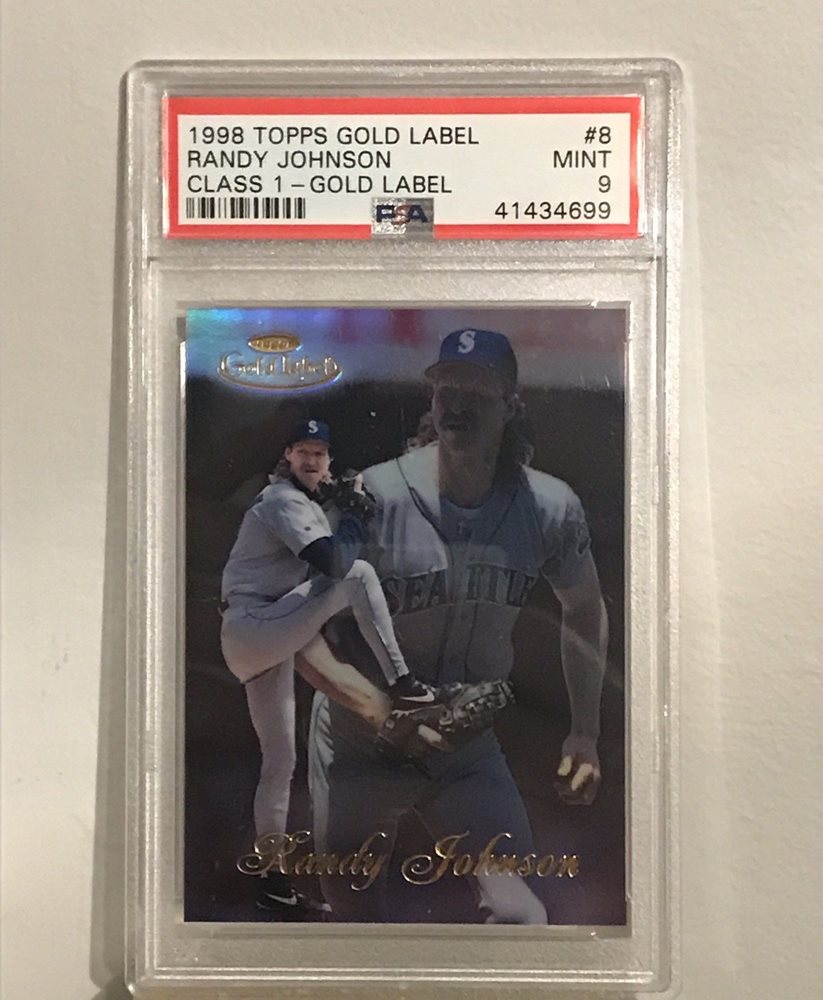 1998 TOPPS GOLD LABEL #8
RANDY JOHNSON MINT
CLASS 1 - GOLD LABEL 9
PSA 41434699
Gold Label
S
S
SEATTLE
Randy Johnson